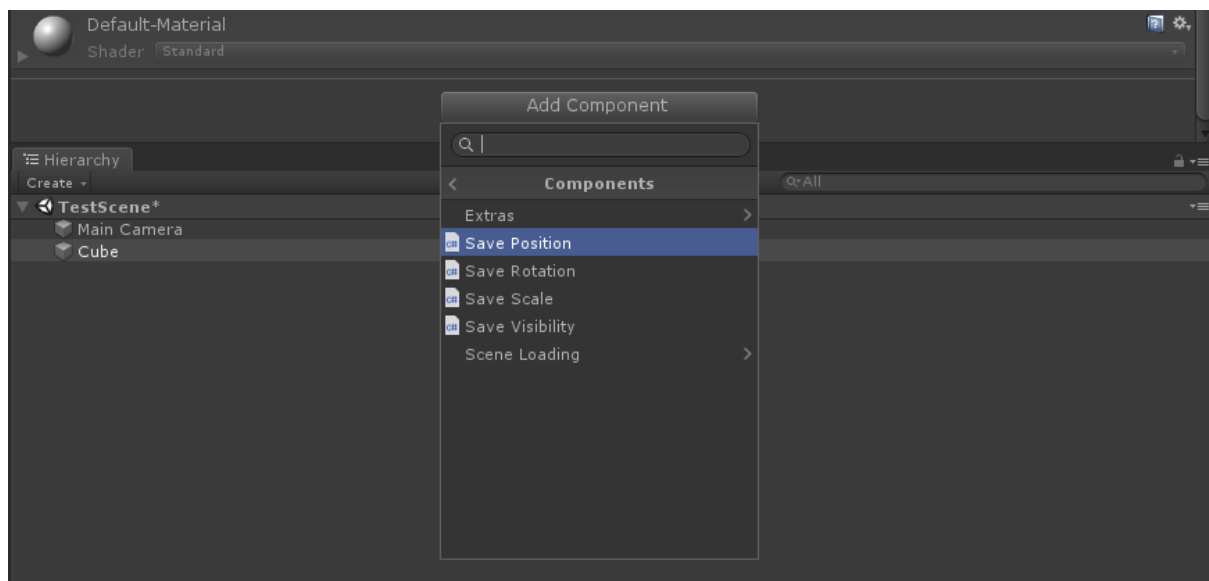 Default-Material
Shader Standard
Add Component
Hierarchy
Create
All
Components
TestScene*
Main Camera
Cube
Extras
Save Position
Save Rotation
Save Scale
Save Visibility
Scene Loading